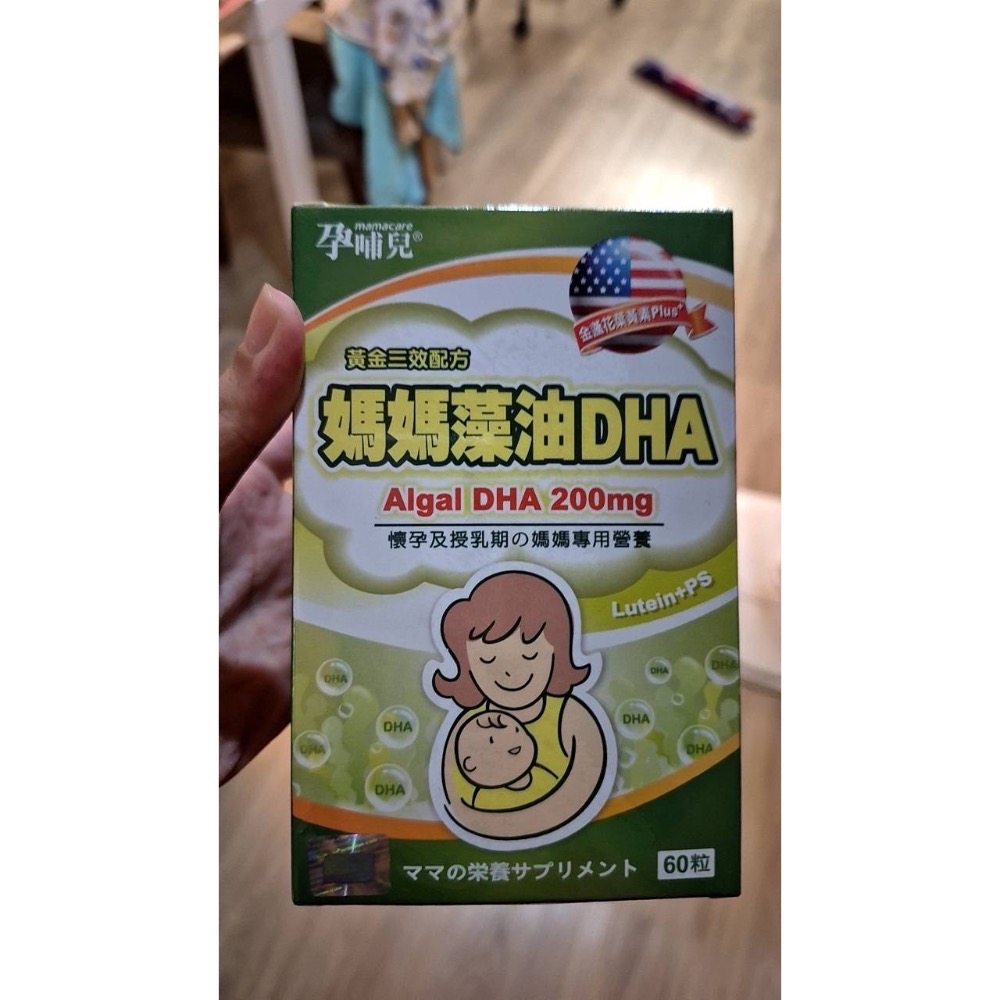 mamacare
孕哺兒®
金盞花葉黃素Plus+
黃金三效配方
媽媽藻油DHA
Algal DHA 200mg
懷孕及授乳期の媽媽專用營養
Lutein+PS
DHA
DHA
DHA
DHA
DHA
DHA
DHA
DHA
ママの栄養サプリメント
60粒